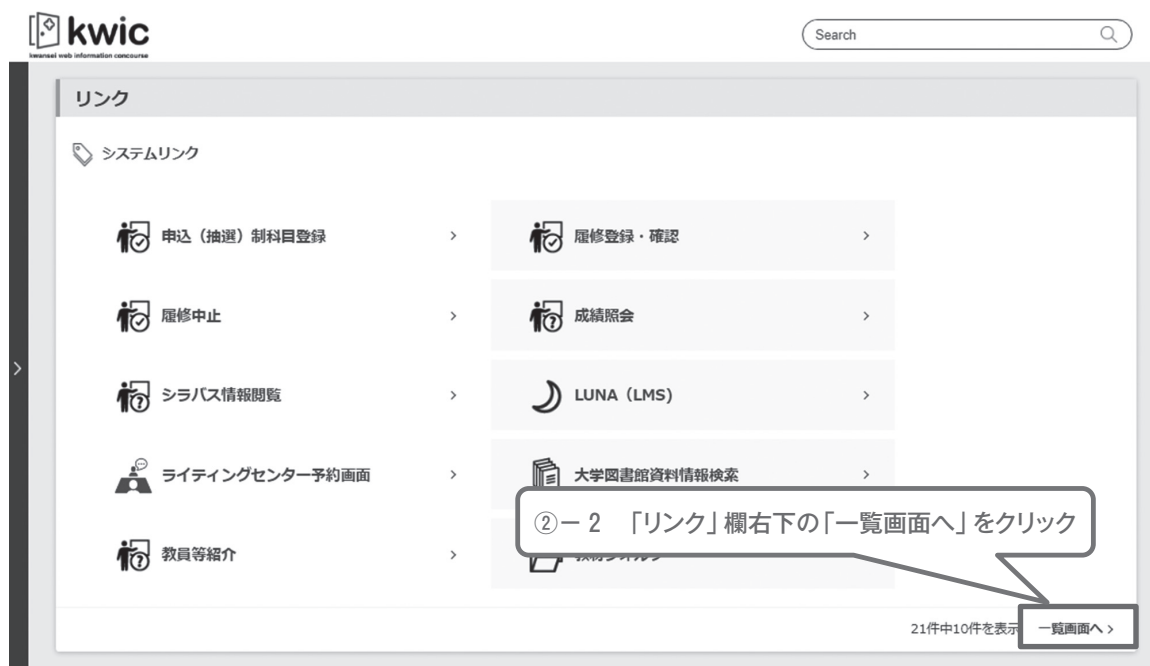 kwic
kwansei web information concourse
Search
リンク
システムリンク
申込（抽選）制科目登録
履修登録・確認
履修中止
成績照会
シラバス情報閲覧
LUNA（LMS）
ライティングセンター予約画面
大学図書館資料情報検索
②－２ 「リンク」欄右下の「一覧画面へ」をクリック
教員等紹介
21件中10件を表示
一覧画面へ